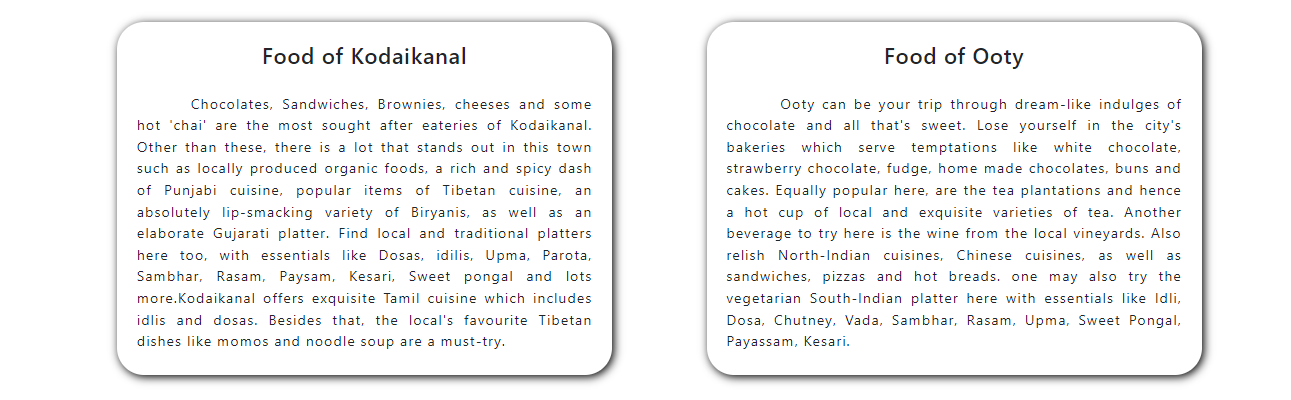 Food of Kodaikanal
Chocolates, Sandwiches, Brownies, cheeses and some
hot 'chai' are the most sought after eateries of Kodaikanal.
Other than these, there is a lot that stands out in this town
such as locally produced organic foods, a rich and spicy dash
of Punjabi cuisine, popular items of Tibetan cuisine, an
absolutely lip-smacking variety of Biryanis, as well as an
elaborate Gujarati platter. Find local and traditional platters
here too, with essentials like Dosas, idilis, Upma, Parota,
Sambhar, Rasam, Paysam, Kesari, Sweet pongal and lots
more.Kodaikanal offers exquisite Tamil cuisine which includes
idlis and dosas. Besides that, the local's favourite Tibetan
dishes like momos and noodle soup are a must-try.
Food of Ooty
Ooty can be your trip through dream-like indulges of
chocolate and all that's sweet. Lose yourself in the city's
bakeries which serve temptations like white chocolate,
strawberry chocolate, fudge, home made chocolates, buns and
cakes. Equally popular here, are the tea plantations and hence
a hot cup of local and exquisite varieties of tea. Another
beverage to try here is the wine from the local vineyards. Also
relish North-Indian cuisines, Chinese cuisines, as well as
sandwiches, pizzas and hot breads. one may also try the
vegetarian South-Indian platter here with essentials like Idli,
Dosa, Chutney, Vada, Sambhar, Rasam, Upma, Sweet Pongal,
Payassam, Kesari.